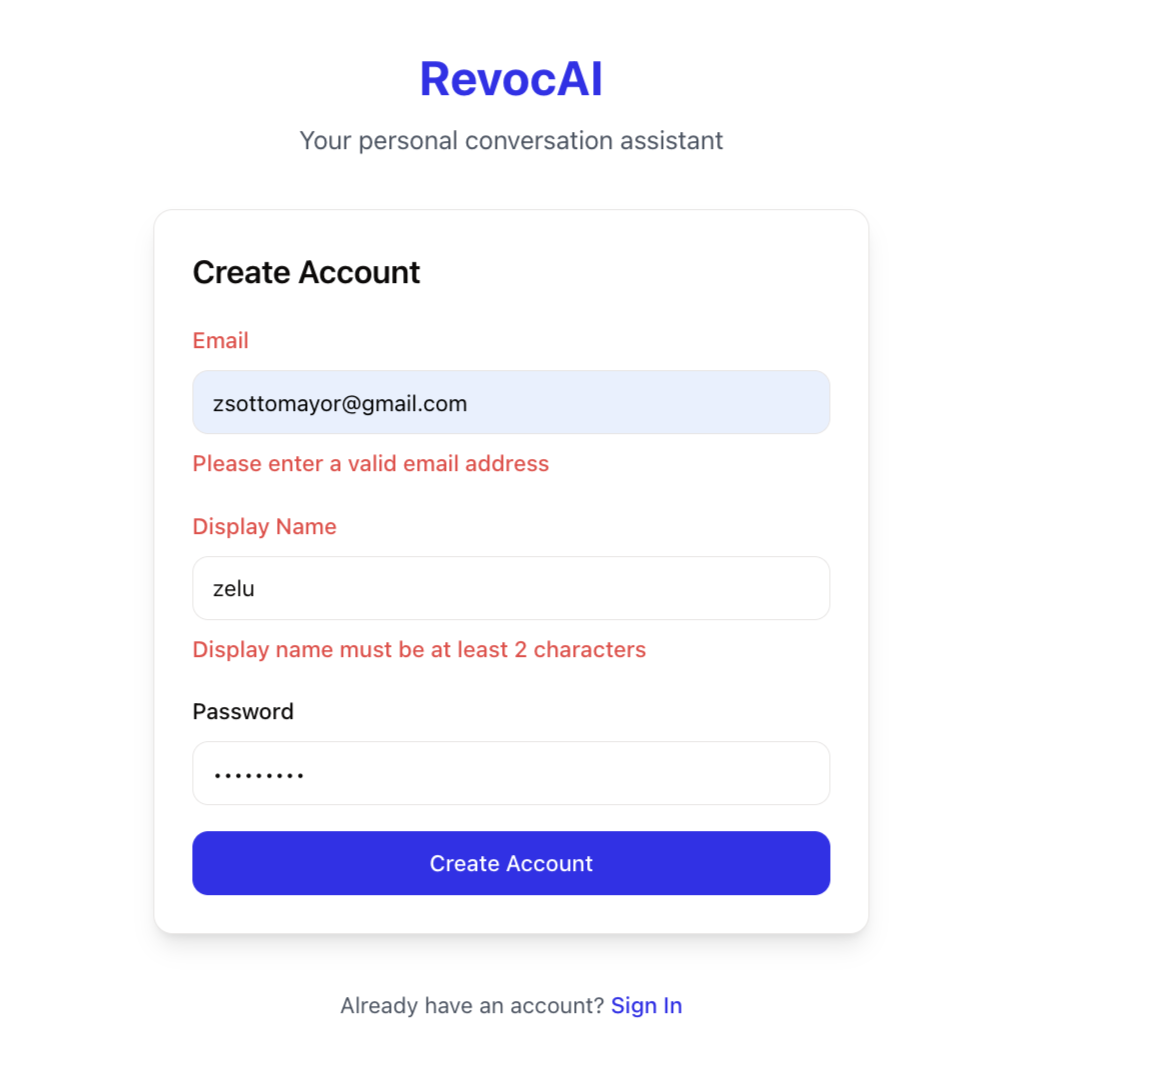 RevocAI
Your personal conversation assistant
Create Account
Email
zsottomayor@gmail.com
Please enter a valid email address
Display Name
zelu
Display name must be at least 2 characters
Password
•••••••••
Create Account
Already have an account? Sign In